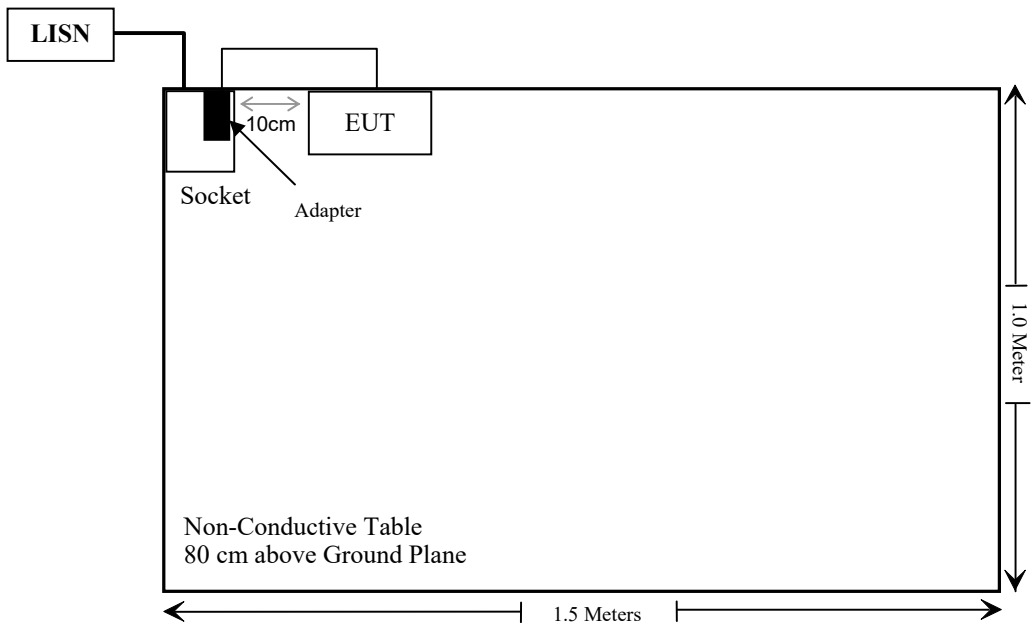 LISN
10cm
EUT
Socket
Adapter
1.0 Meter
Non-Conductive Table
80 cm above Ground Plane
1.5 Meters